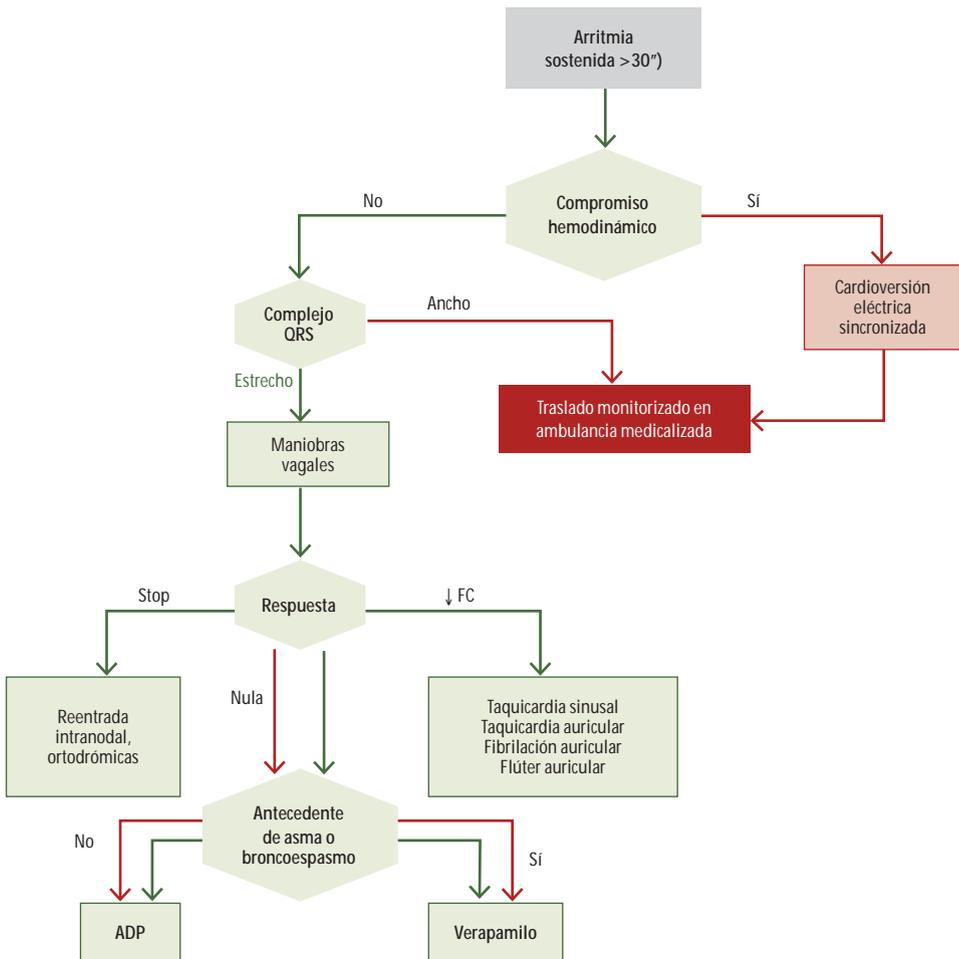 Arritmia
sostenida >30″)
Compromiso
hemodinámico
No
Sí
Cardioversión
eléctrica
sincronizada
Complejo
QRS
Ancho
Estrecho
Traslado monitorizado en
ambulancia medicalizada
Maniobras
vagales
Respuesta
Stop
↓ FC
Nula
Reentrada
intranodal,
ortodrómicas
Taquicardia sinusal
Taquicardia auricular
Fibrilación auricular
Flúter auricular
Antecedente
de asma o
broncoespasmo
No
Sí
ADP
Verapamilo